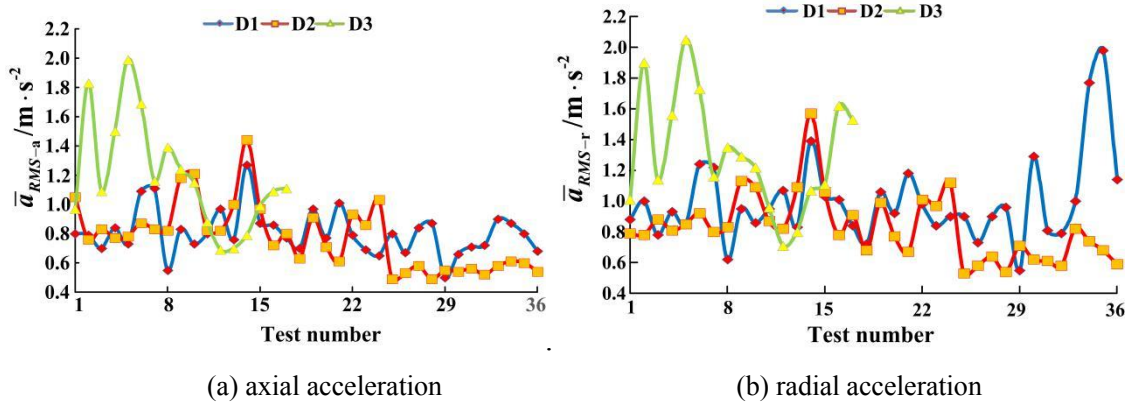 D1 D2 D3
2.2
2.0
1.8
1.6
1.4
1.2
1.0
0.8
0.6
0.4
a̅RMS−a /m·s-2
1 8 15 22 29 36
Test number
(a) axial acceleration
D1 D2 D3
2.2
2.0
1.8
1.6
1.4
1.2
1.0
0.8
0.6
0.4
a̅RMS−r /m·s-2
1 8 15 22 29 36
Test number
(b) radial acceleration